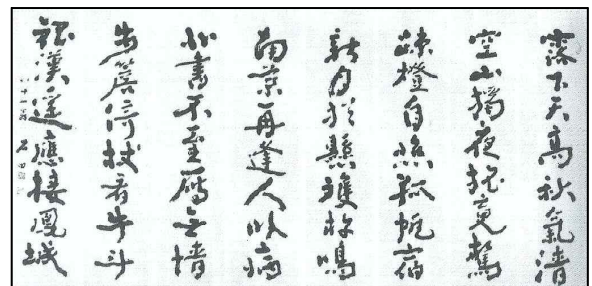 露下天高秋氣清
空山獨夜旅魂驚
疎燈自照孤帆宿
新月猶懸雙杵鳴
南菊再逢人臥病
北書不至雁無情
步簷倚杖看牛斗
銀漢遙應接鳳城